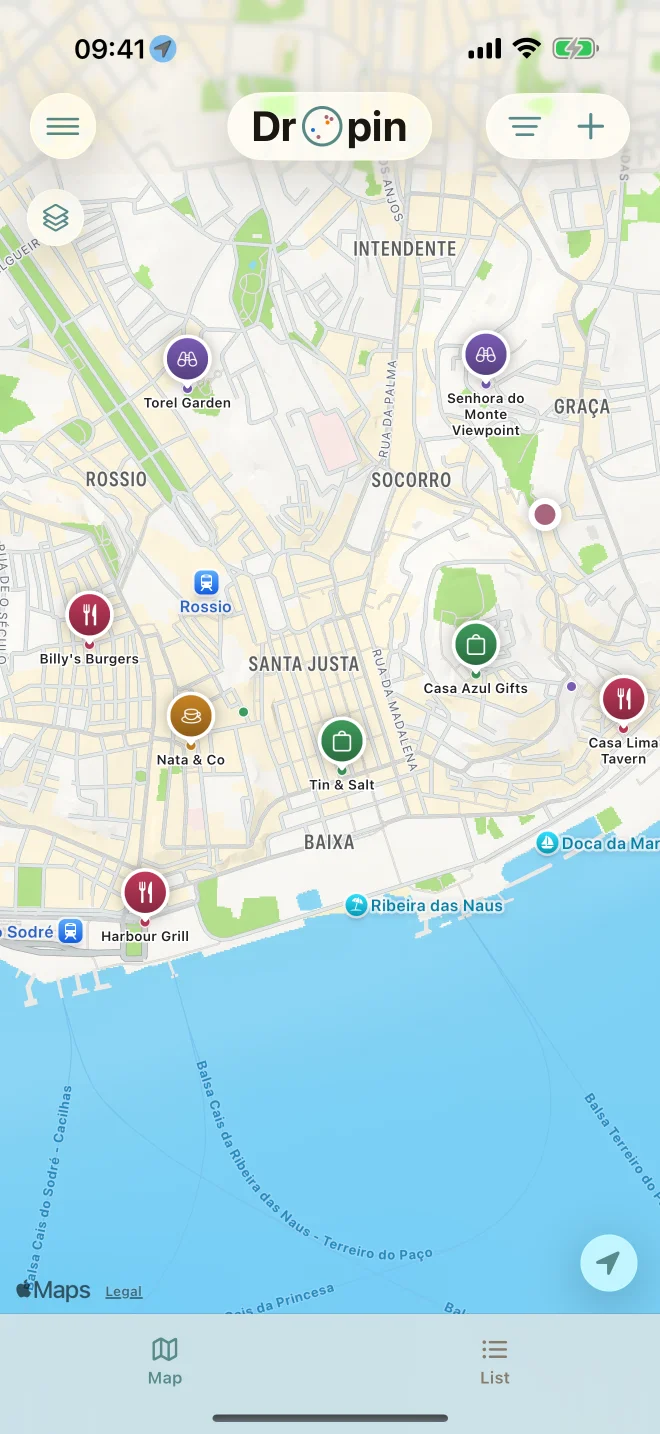 09:41
Dr pin
INTENDENTE
Torel Garden
Senhora do
Monte
Viewpoint
GRAÇA
RUA DA PALMA
ROSSIO
SOCORRO
Rossio
Billy's Burgers
SANTA JUSTA
RUA DA MADALENA
Casa Azul Gifts
Nata & Co
Casa Lima
Tavern
Tin & Salt
BAIXA
Doca da Mar
Ribeira das Naus
Sodré
Harbour Grill
Balsa Cais do Sodré - Cacilhas
Balsa Cais da Ribeira das Naus - Terreiro do Paço
Balsa Terreiro do P
Cais da Princesa
Maps
Legal
Map
List